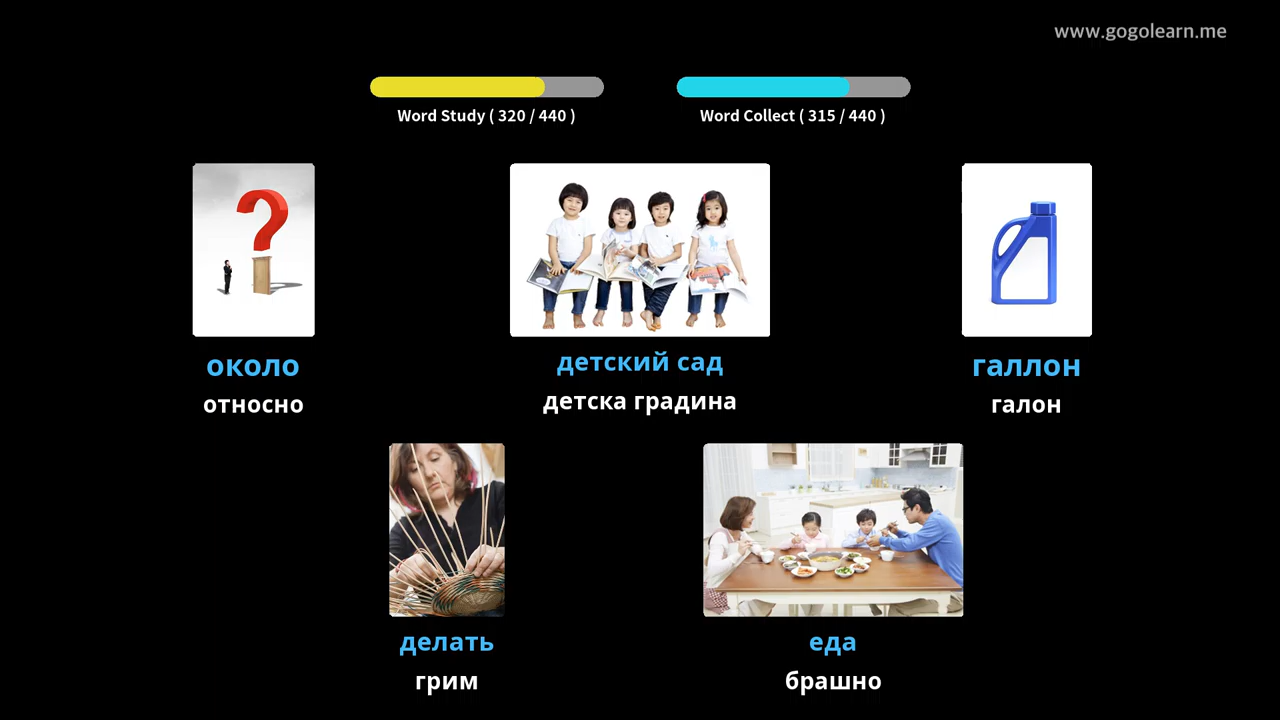 www.gogolearn.me
Word Study ( 320 / 440 )
Word Collect ( 315 / 440 )
около
относно
детский сад
детска градина
галлон
галон
делать
грим
еда
брашно